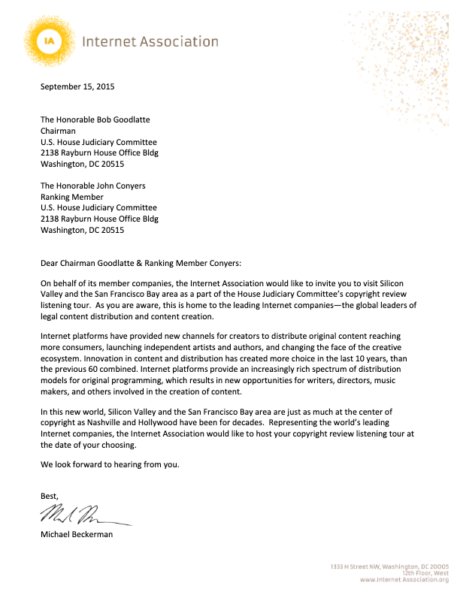 IA Internet Association
September 15, 2015
The Honorable Bob Goodlatte
Chairman
U.S. House Judiciary Committee
2138 Rayburn House Office Bldg
Washington, DC 20515
The Honorable John Conyers
Ranking Member
U.S. House Judiciary Committee
2138 Rayburn House Office Bldg
Washington, DC 20515
Dear Chairman Goodlatte & Ranking Member Conyers:
On behalf of its member companies, the Internet Association would like to invite you to visit Silicon
Valley and the San Francisco Bay area as a part of the House Judiciary Committee's copyright review
listening tour.  As you are aware, this is home to the leading Internet companies—the global leaders of
legal content distribution and content creation.
Internet platforms have provided new channels for creators to distribute original content reaching
more consumers, launching independent artists and authors, and changing the face of the creative
ecosystem. Innovation in content and distribution has created more choice in the last 10 years, than
the previous 60 combined. Internet platforms provide an increasingly rich spectrum of distribution
models for original programming, which results in new opportunities for writers, directors, music
makers, and others involved in the creation of content.
In this new world, Silicon Valley and the San Francisco Bay area are just as much at the center of
copyright as Nashville and Hollywood have been for decades.  Representing the world's leading
Internet companies, the Internet Association would like to host your copyright review listening tour at
the date of your choosing.
We look forward to hearing from you.
Best,
Michael Beckerman
1333 H Street NW, Washington, DC 20005
12th Floor, West
www.internetAssociation.org